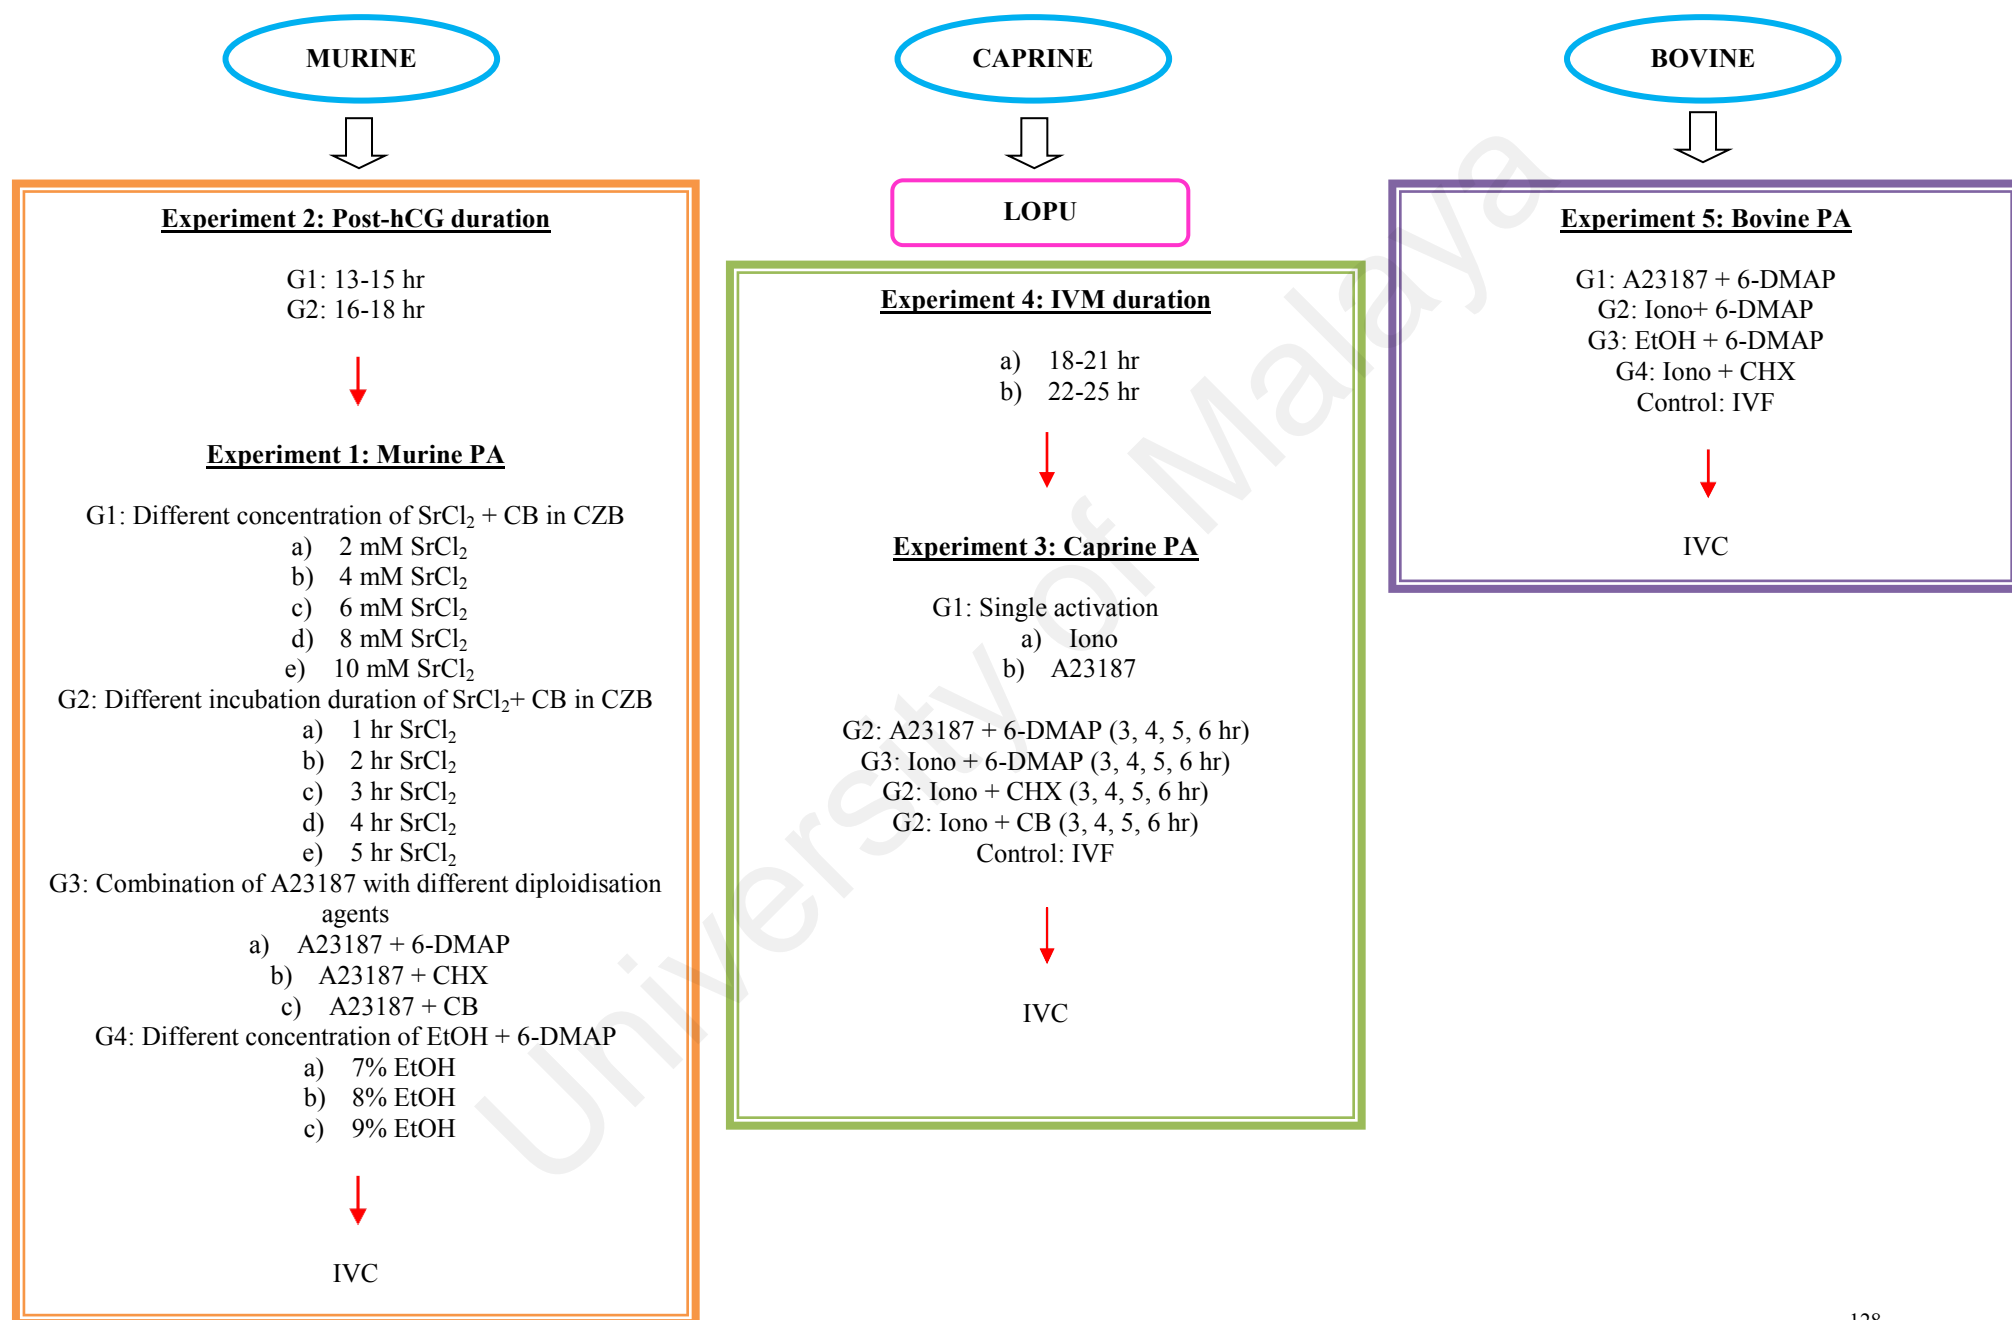 MURINE
Experiment 2: Post-hCG duration
G1: 13-15 hr
G2: 16-18 hr
Experiment 1: Murine PA
G1: Different concentration of SrCl₂ + CB in CZB
a) 2 mM SrCl₂
b) 4 mM SrCl₂
c) 6 mM SrCl₂
d) 8 mM SrCl₂
e) 10 mM SrCl₂
G2: Different incubation duration of SrCl₂+ CB in CZB
a) 1 hr SrCl₂
b) 2 hr SrCl₂
c) 3 hr SrCl₂
d) 4 hr SrCl₂
e) 5 hr SrCl₂
G3: Combination of A23187 with different diploidisation
agents
a) A23187 + 6-DMAP
b) A23187 + CHX
c) A23187 + CB
G4: Different concentration of EtOH + 6-DMAP
a) 7% EtOH
b) 8% EtOH
c) 9% EtOH
IVC
CAPRINE
LOPU
Experiment 4: IVM duration
a) 18-21 hr
b) 22-25 hr
Experiment 3: Caprine PA
G1: Single activation
a) Iono
b) A23187
G2: A23187 + 6-DMAP (3, 4, 5, 6 hr)
G3: Iono + 6-DMAP (3, 4, 5, 6 hr)
G2: Iono + CHX (3, 4, 5, 6 hr)
G2: Iono + CB (3, 4, 5, 6 hr)
Control: IVF
IVC
BOVINE
Experiment 5: Bovine PA
G1: A23187 + 6-DMAP
G2: Iono+ 6-DMAP
G3: EtOH + 6-DMAP
G4: Iono + CHX
Control: IVF
IVC
University of Malaya
128